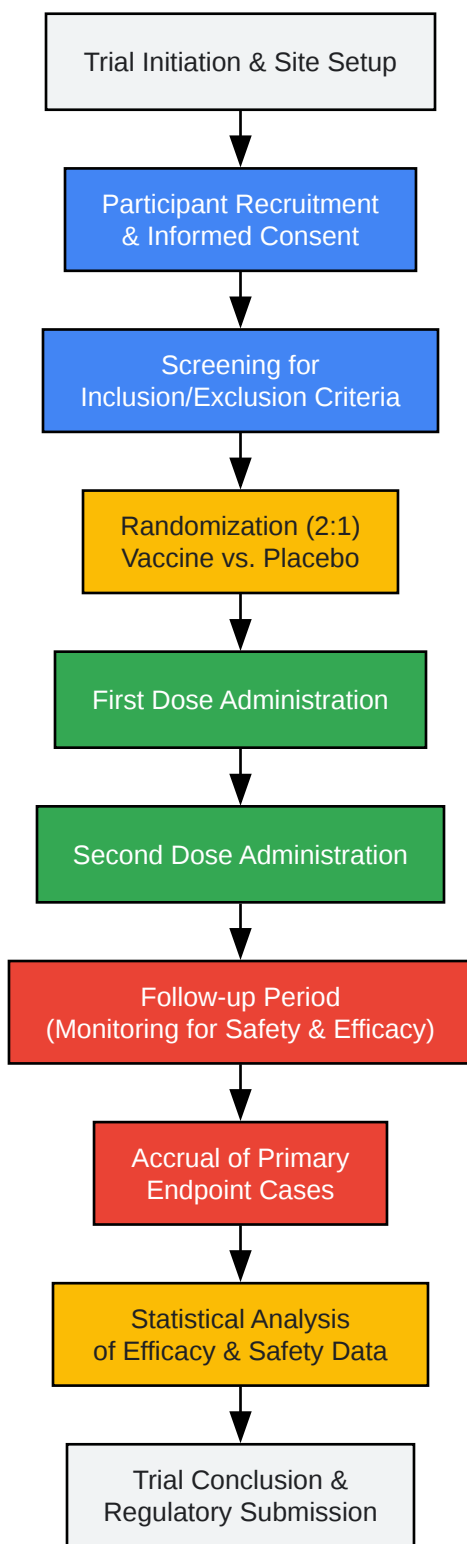 Trial Initiation & Site Setup
Participant Recruitment
& Informed Consent
Screening for
Inclusion/Exclusion Criteria
Randomization (2:1)
Vaccine vs. Placebo
First Dose Administration
Second Dose Administration
Follow-up Period
(Monitoring for Safety & Efficacy)
Accrual of Primary
Endpoint Cases
Statistical Analysis
of Efficacy & Safety Data
Trial Conclusion &
Regulatory Submission